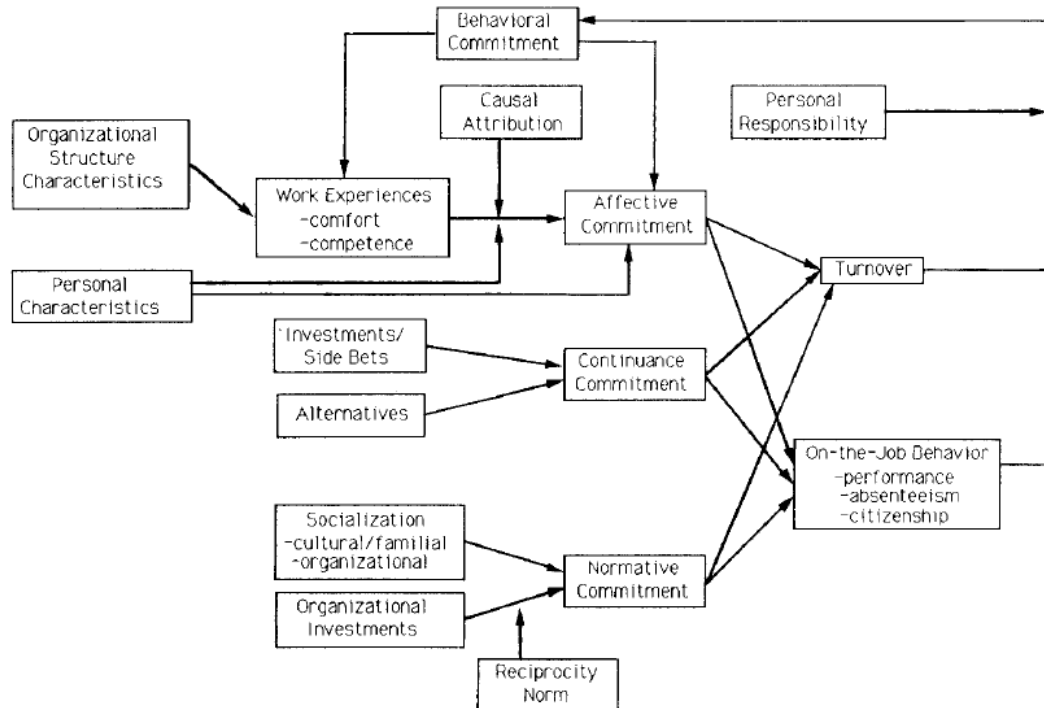 Behavioral
Commitment
Causal
Attribution
Personal
Responsibility
Organizational
Structure
Characteristics
Work Experiences
-comfort
-competence
Affective
Commitment
Personal
Characteristics
Turnover
Investments/
Side Bets
Continuance
Commitment
Alternatives
On-the-Job Behavior
-performance
-absenteeism
-citizenship
Socialization
-cultural/familial
-organizational
Normative
Commitment
Organizational
Investments
Reciprocity
Norm